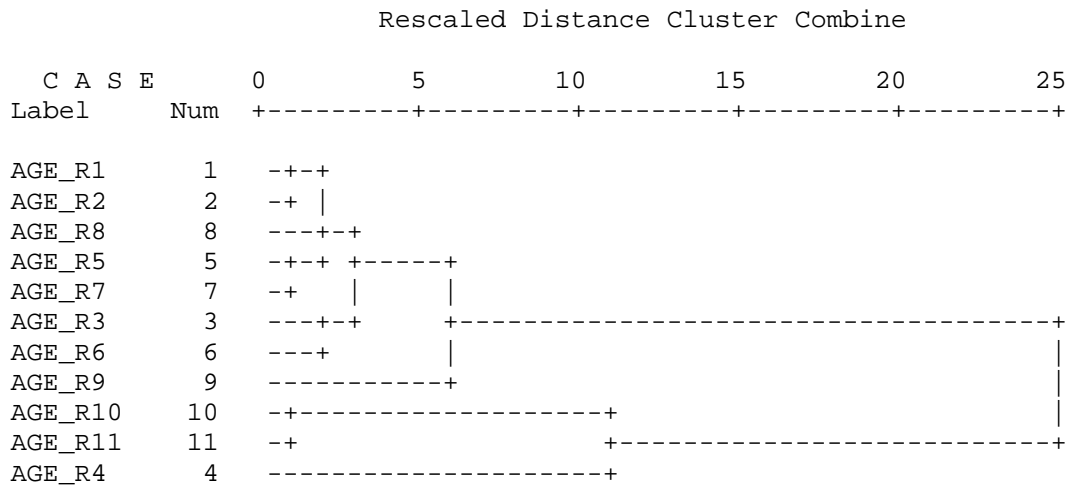 Rescaled Distance Cluster Combine
C A S E 0 5 10 15 20 25
Label Num +---------+---------+---------+---------+---------+
AGE_R1 1 -+-+
AGE_R2 2 -+ |
AGE_R8 8 ---+-+
AGE_R5 5 -+-+ +-----+
AGE_R7 7 -+ | |
AGE_R3 3 ---+-+ +-------------------------------------+
AGE_R6 6 ---+ | |
AGE_R9 9 -----------+ |
AGE_R10 10 -+-------------------+ |
AGE_R11 11 -+ +---------------------------+
AGE_R4 4 ---------------------+